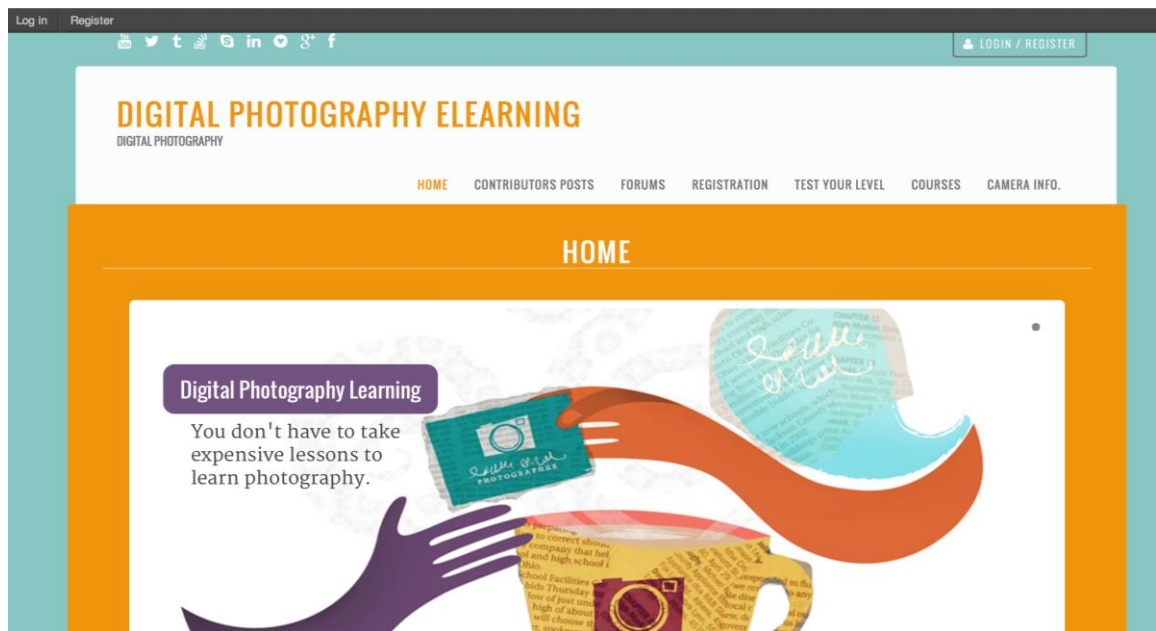 Log in Register
LOGIN / REGISTER
DIGITAL PHOTOGRAPHY ELEARNING
DIGITAL PHOTOGRAPHY
HOME CONTRIBUTORS POSTS FORUMS REGISTRATION TEST YOUR LEVEL COURSES CAMERA INFO.
HOME
Digital Photography Learning
You don't have to take
expensive lessons to
learn photography.
PHOTOGRAPHER